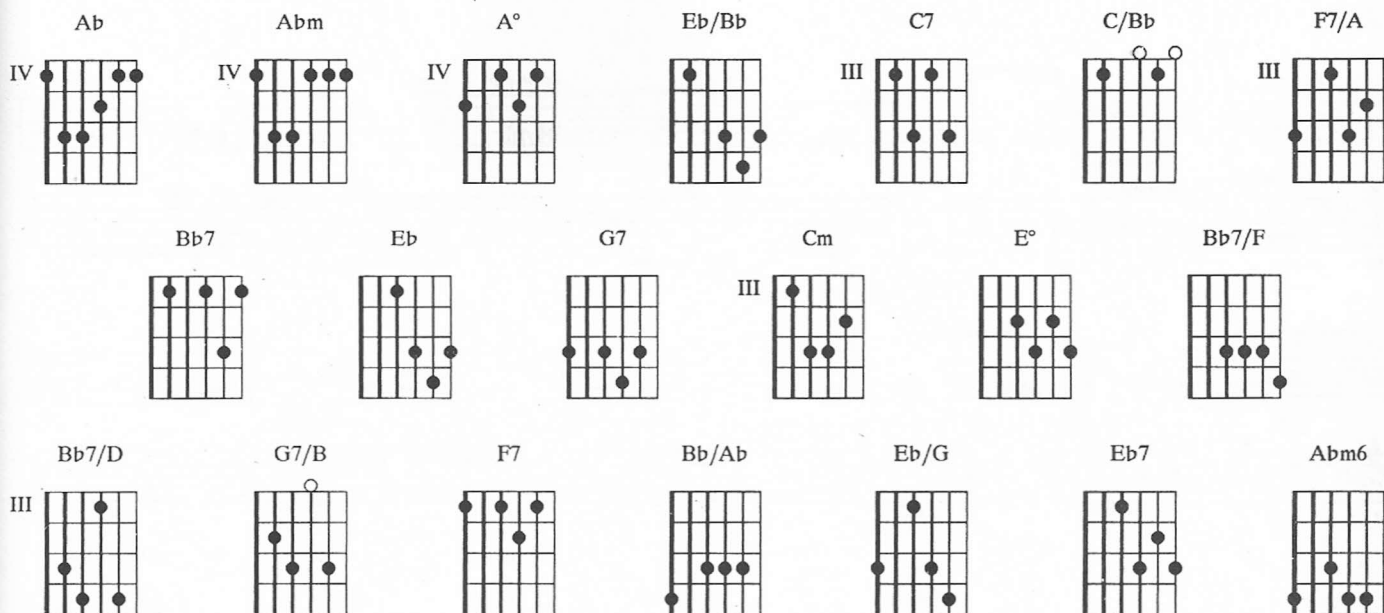 Ab Abm A° Eb/Bb C7 C/Bb F7/A
IV IV IV III III
Bb7 Eb G7 Cm E° Bb7/F
III
Bb7/D G7/B F7 Bb/Ab Eb/G Eb7 Abm6
III